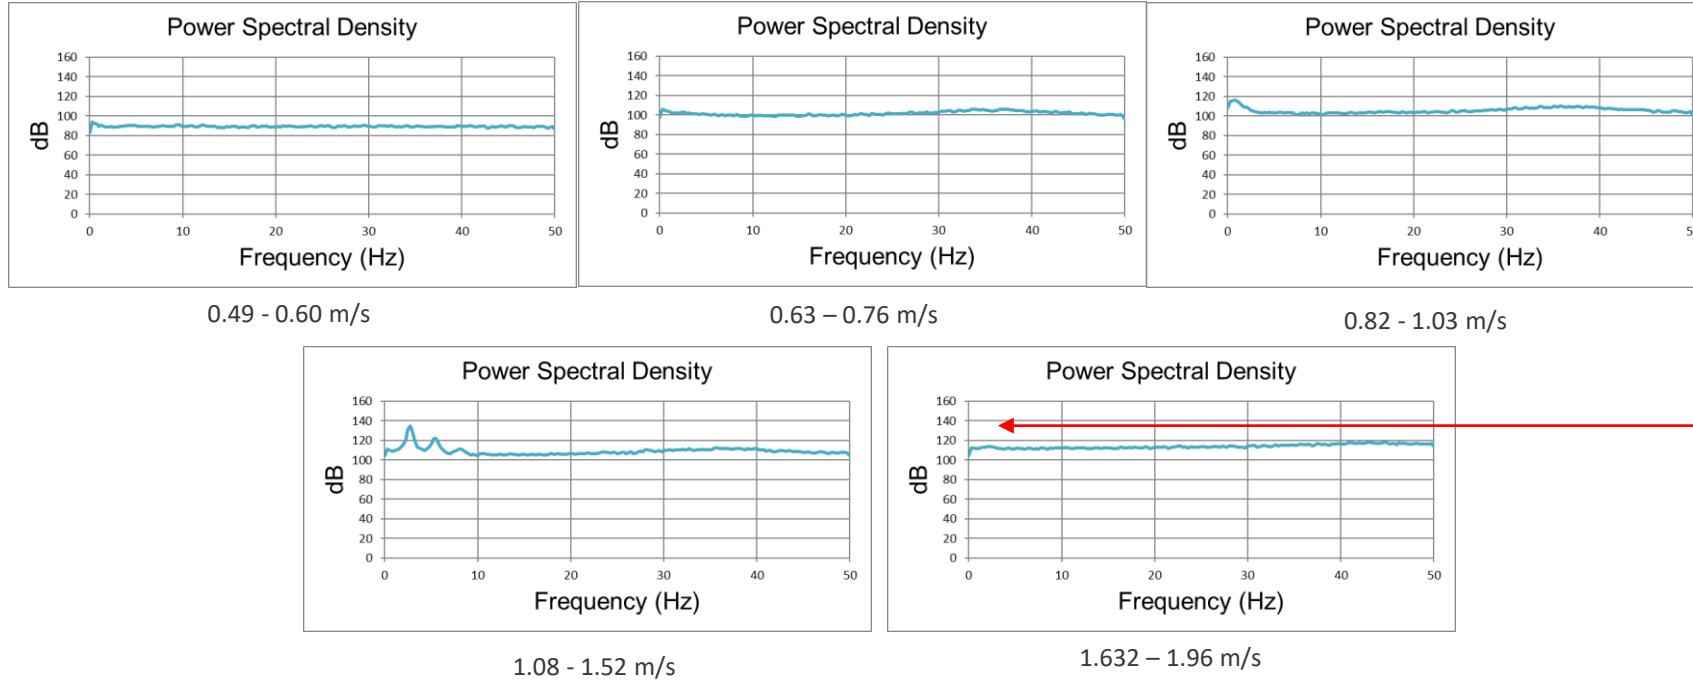 Power Spectral Density
160
140
120
100
80
60
40
20
0
dB
0 10 20 30 40 50
Frequency (Hz)
0.49 - 0.60 m/s
Power Spectral Density
160
140
120
100
80
60
40
20
0
dB
0 10 20 30 40 50
Frequency (Hz)
0.63 – 0.76 m/s
Power Spectral Density
160
140
120
100
80
60
40
20
0
dB
0 10 20 30 40
Frequency (Hz)
0.82 - 1.03 m/s
Power Spectral Density
160
140
120
100
80
60
40
20
0
dB
0 10 20 30 40 50
Frequency (Hz)
1.08 - 1.52 m/s
Power Spectral Density
160
140
120
100
80
60
40
20
0
dB
0 10 20 30 40 50
Frequency (Hz)
1.632 – 1.96 m/s